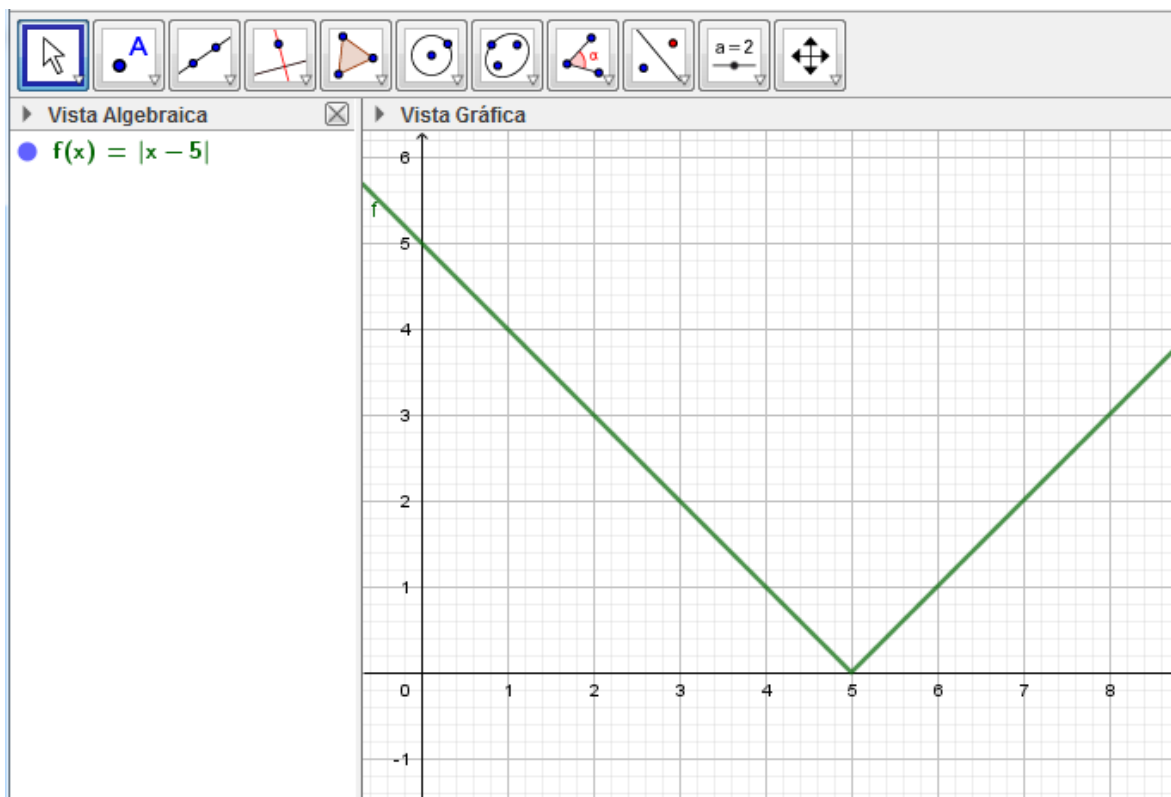 A
α
a = 2
Vista Algebraica
Vista Gráfica
f(x) = |x − 5|
f
6
5
4
3
2
1
0
-1
1 2 3 4 5 6 7 8